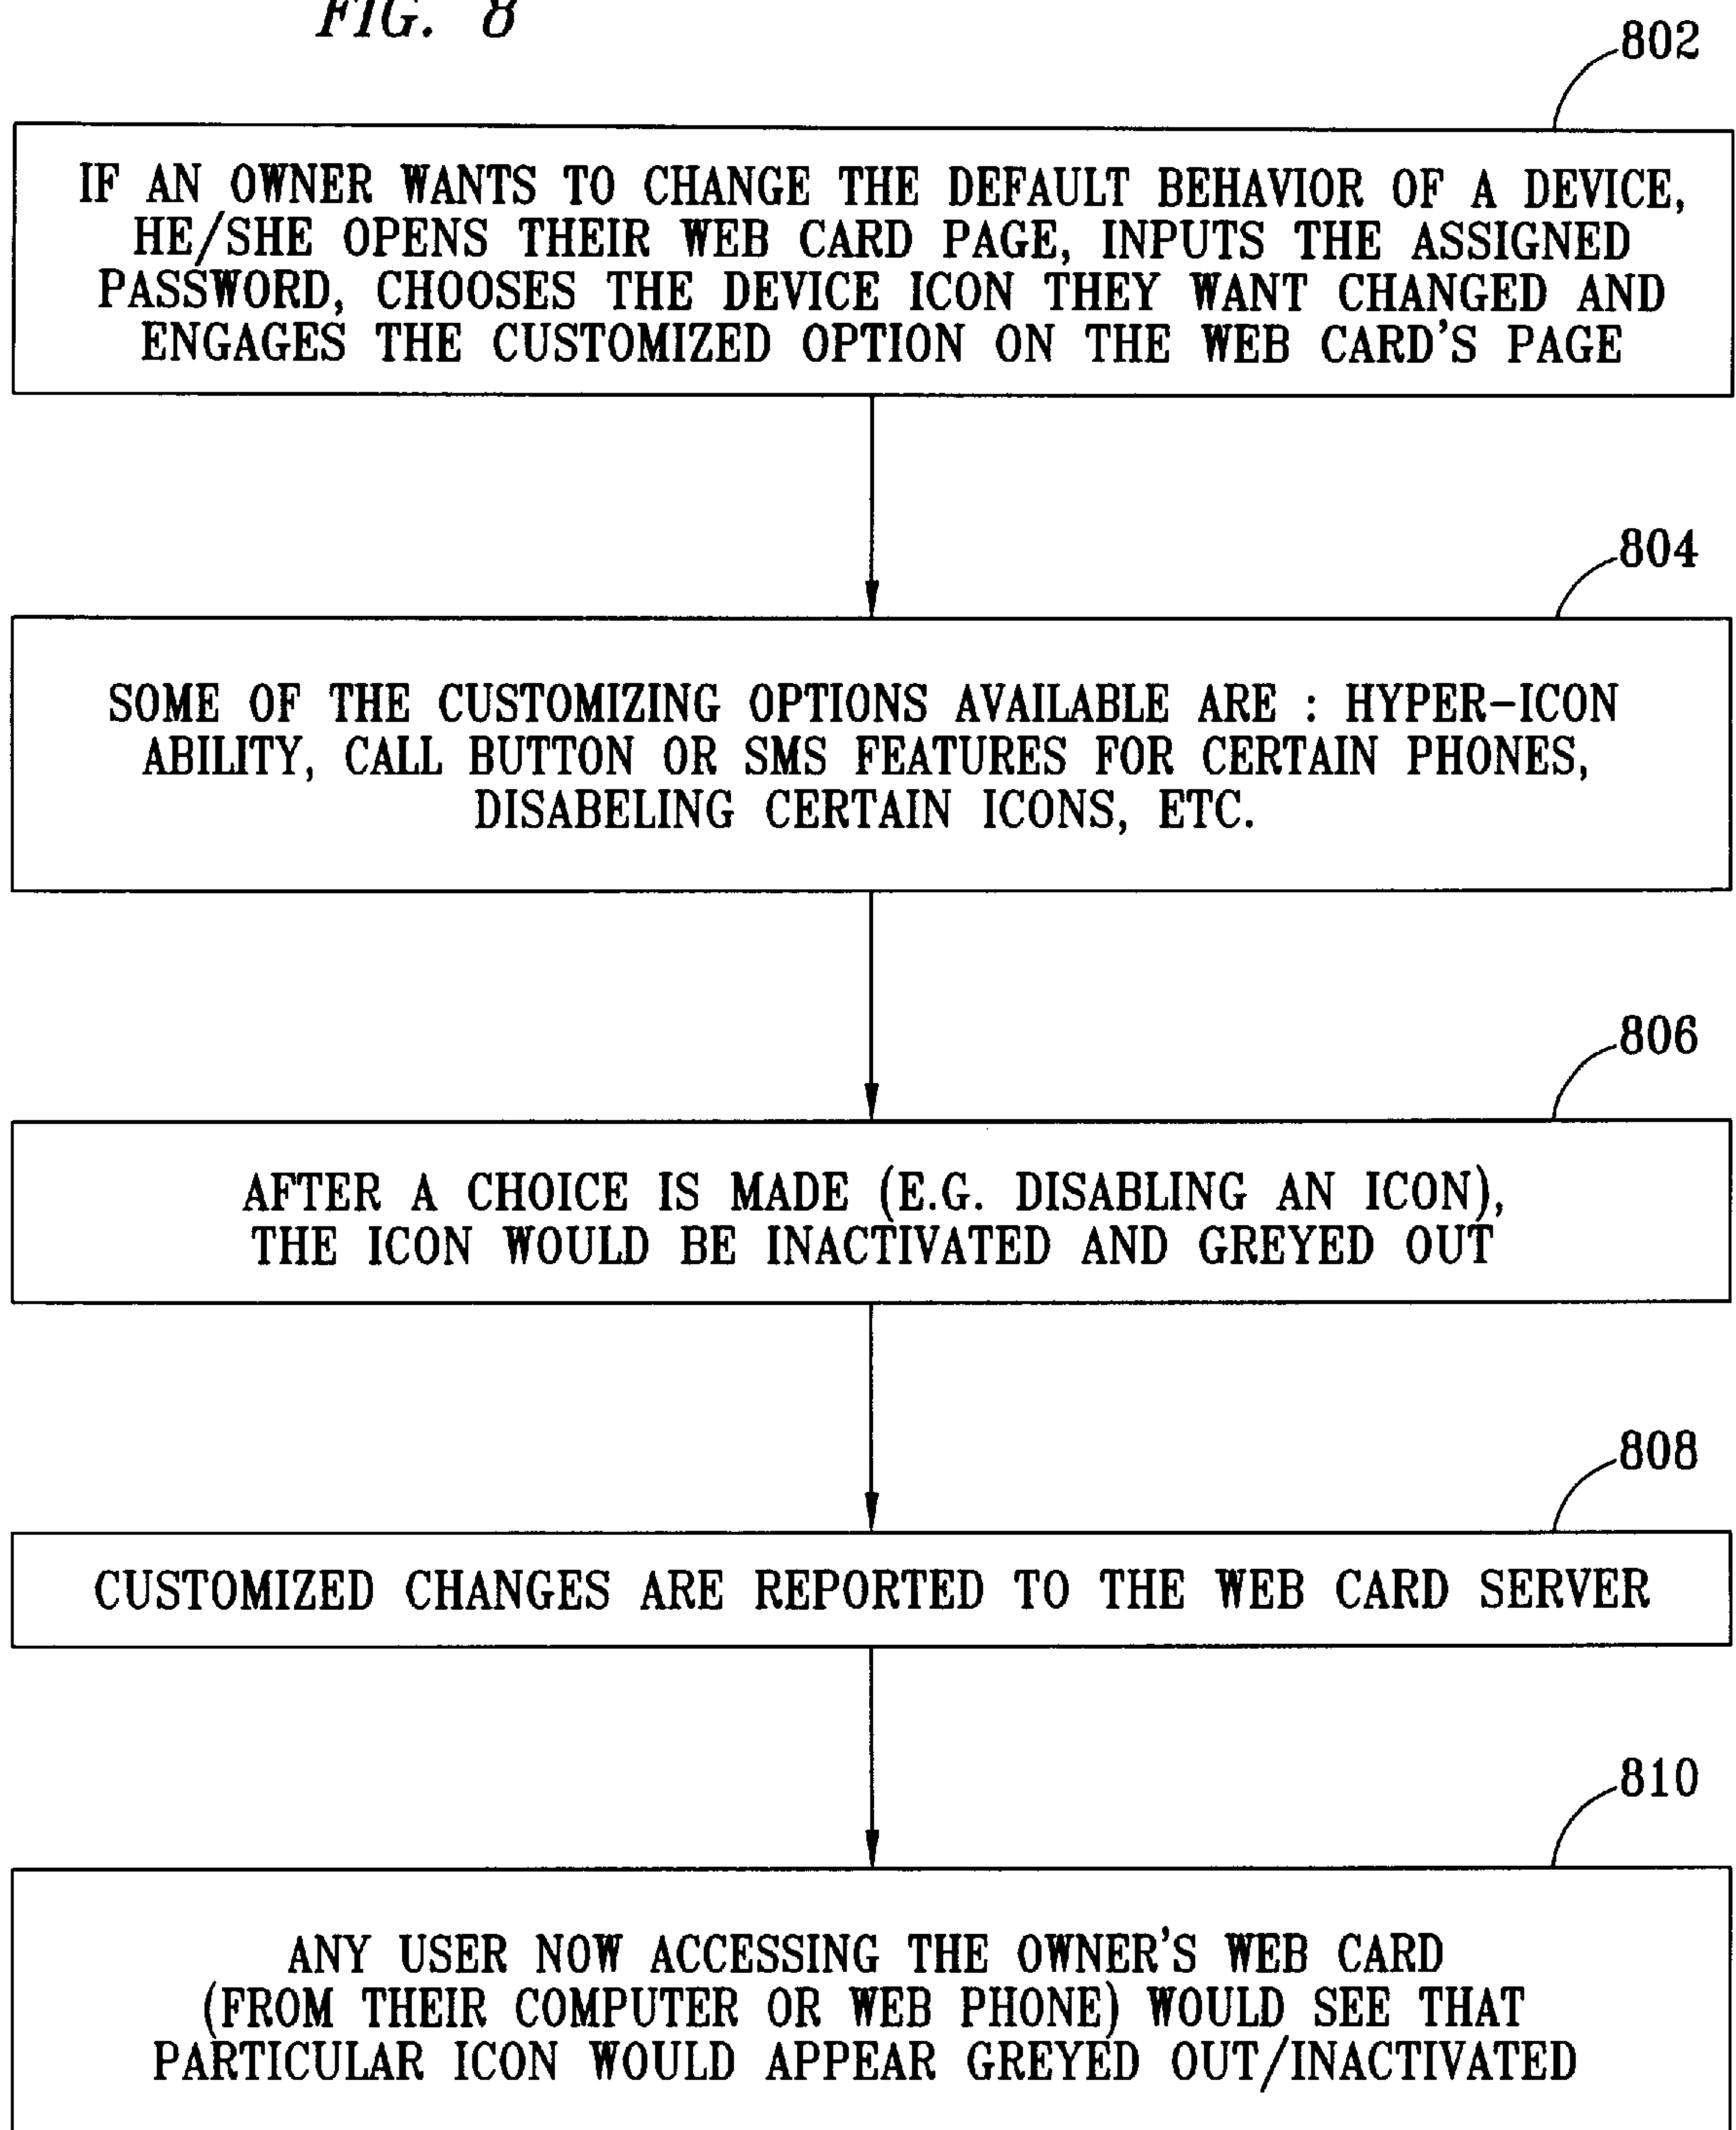 FIG. 8
802
IF AN OWNER WANTS TO CHANGE THE DEFAULT BEHAVIOR OF A DEVICE,
HE/SHE OPENS THEIR WEB CARD PAGE, INPUTS THE ASSIGNED
PASSWORD, CHOOSES THE DEVICE ICON THEY WANT CHANGED AND
ENGAGES THE CUSTOMIZED OPTION ON THE WEB CARD'S PAGE
804
SOME OF THE CUSTOMIZING OPTIONS AVAILABLE ARE : HYPER-ICON
ABILITY, CALL BUTTON OR SMS FEATURES FOR CERTAIN PHONES,
DISABELING CERTAIN ICONS, ETC.
806
AFTER A CHOICE IS MADE (E.G. DISABLING AN ICON),
THE ICON WOULD BE INACTIVATED AND GREYED OUT
808
CUSTOMIZED CHANGES ARE REPORTED TO THE WEB CARD SERVER
810
ANY USER NOW ACCESSING THE OWNER'S WEB CARD
(FROM THEIR COMPUTER OR WEB PHONE) WOULD SEE THAT
PARTICULAR ICON WOULD APPEAR GREYED OUT/INACTIVATED